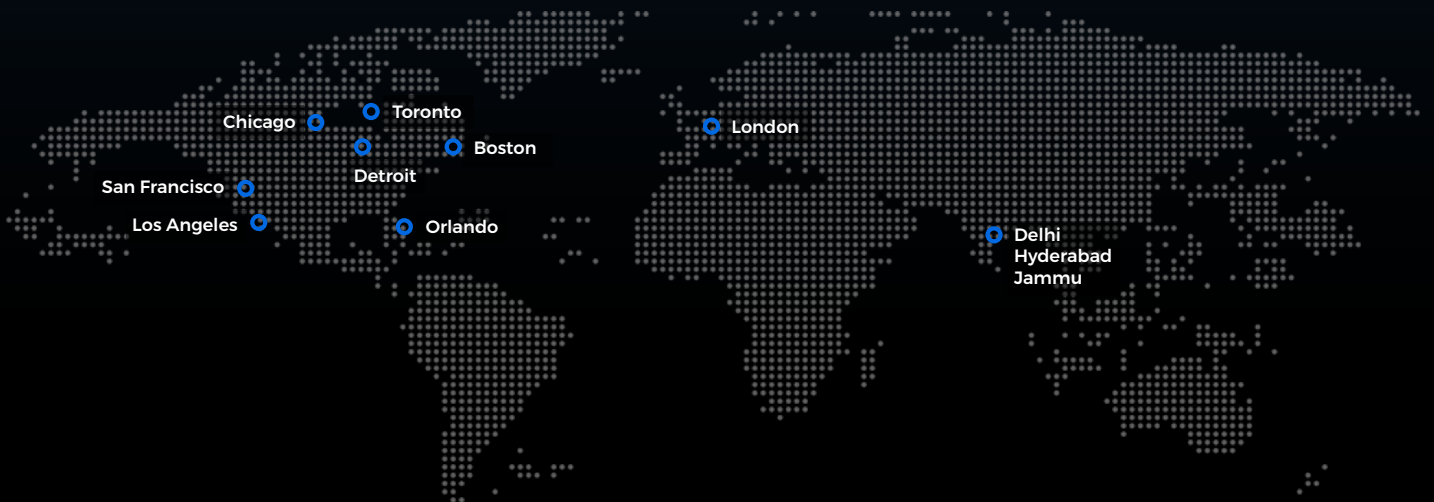 Toronto
Chicago
London
Boston
Detroit
San Francisco
Los Angeles
Orlando
Delhi
Hyderabad
Jammu